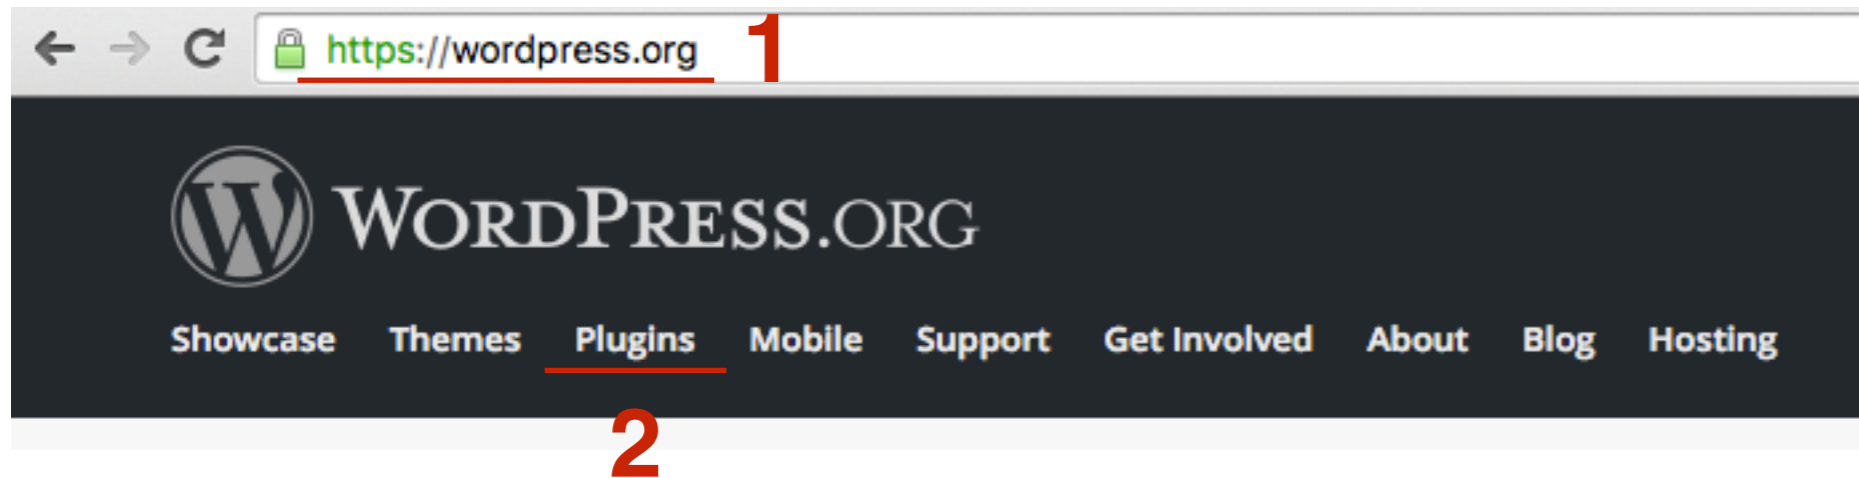 https://wordpress.org 1
WORDPRESS.ORG
Showcase Themes Plugins Mobile Support Get Involved About Blog Hosting
2